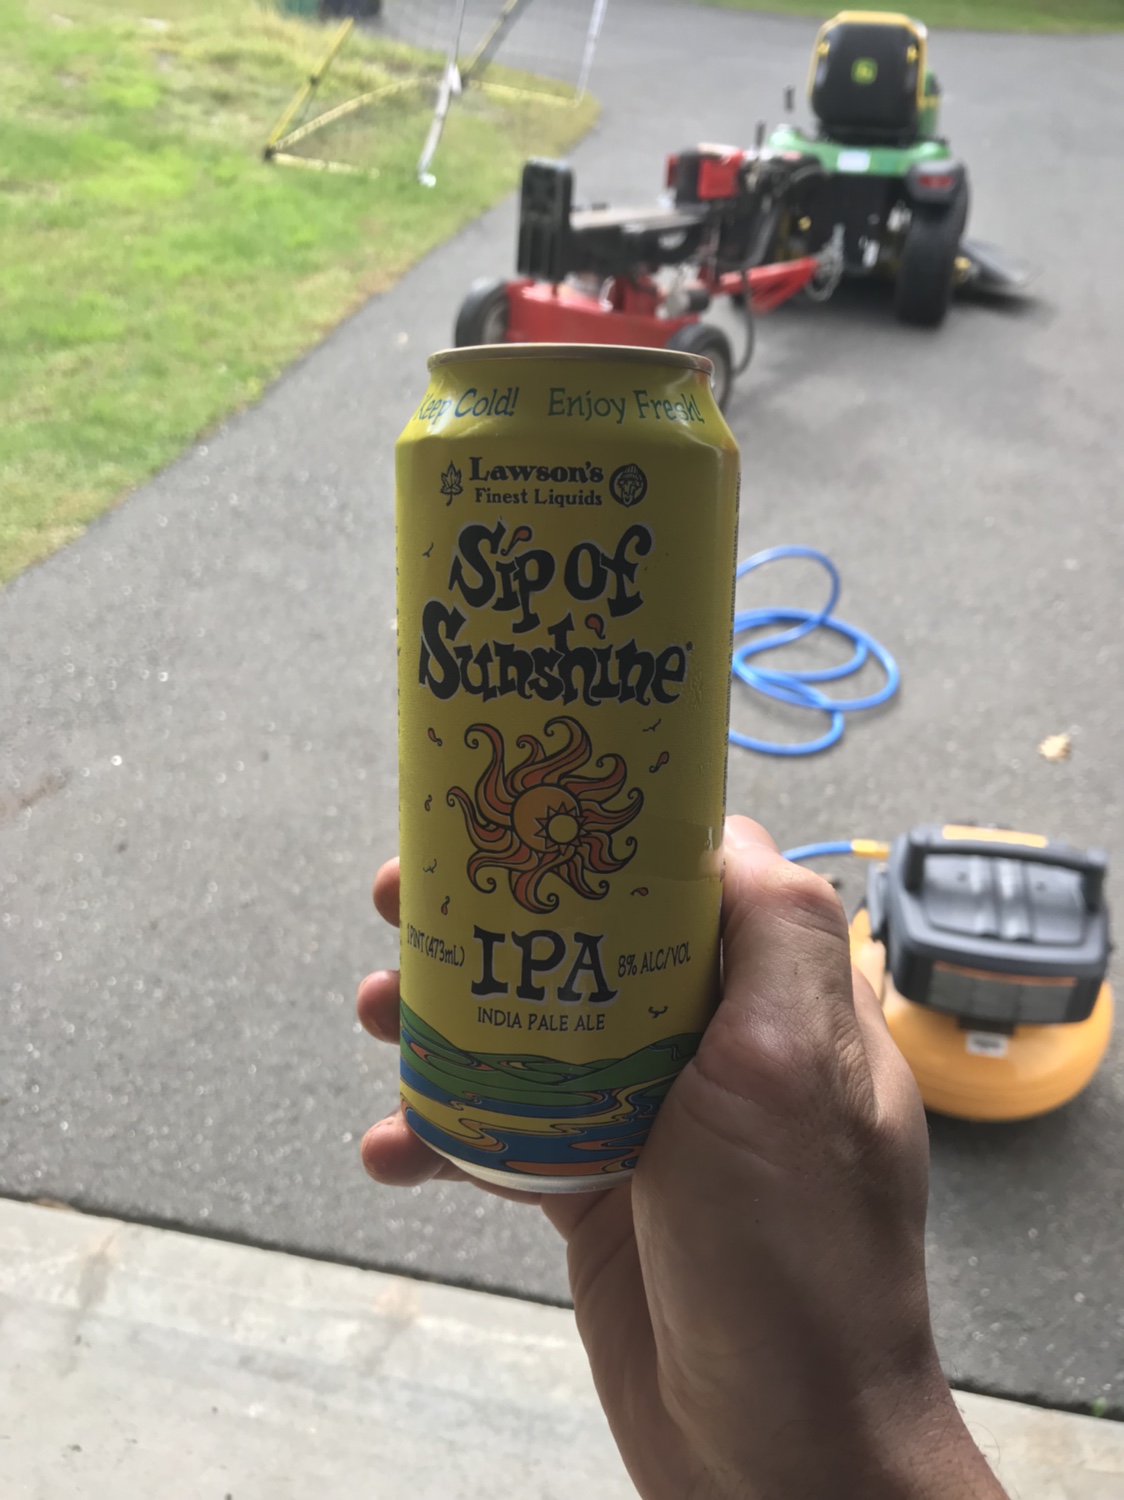 Keep Cold! Enjoy Fresh!
Lawson's
Finest Liquids
Sip of
Sunshine
1 PINT (473mL) IPA 8% ALC/VOL
INDIA PALE ALE